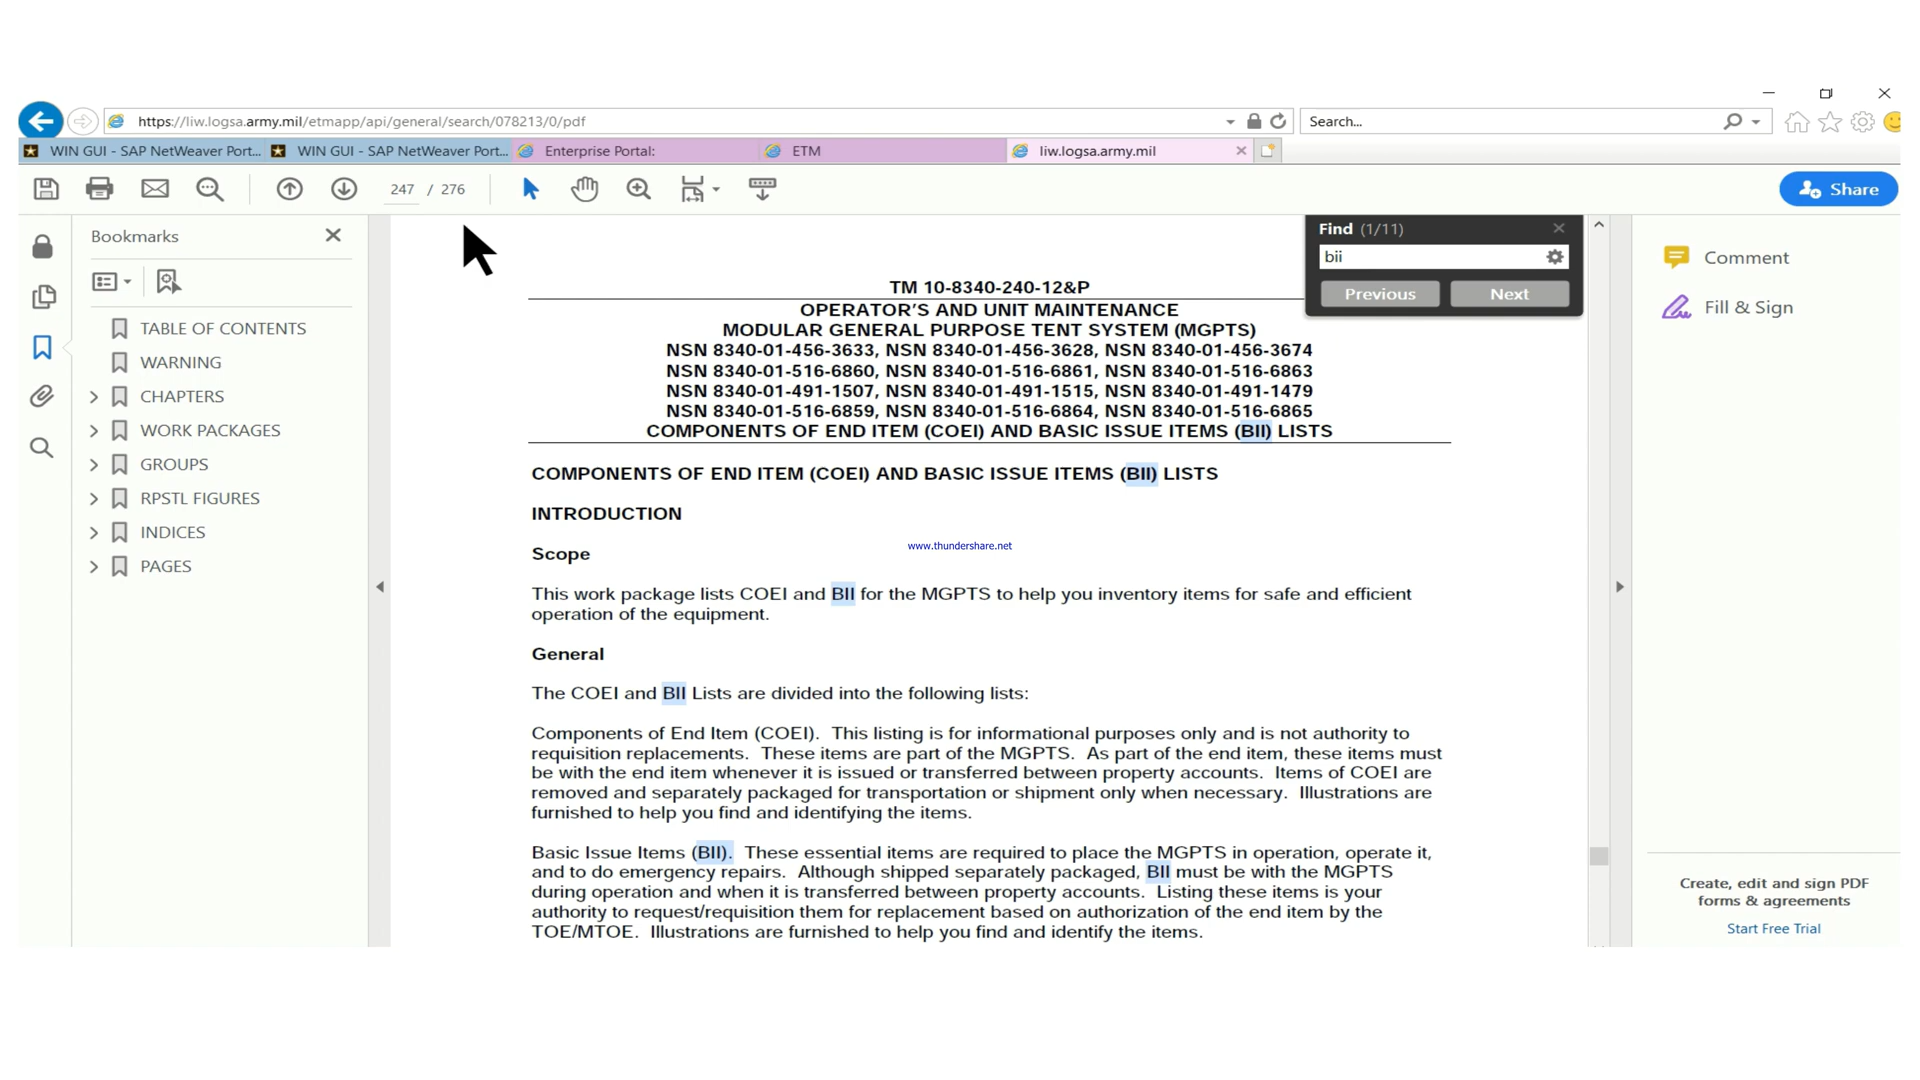 https://liw.logsa.army.mil/etmapp/api/general/search/078213/0/pdf
Search...
WIN GUI - SAP NetWeaver Port...
WIN GUI - SAP NetWeaver Port...
Enterprise Portal:
ETM
liw.logsa.army.mil
247 / 276
Share
Bookmarks
TABLE OF CONTENTS
WARNING
CHAPTERS
WORK PACKAGES
GROUPS
RPSTL FIGURES
INDICES
PAGES
Find (1/11)
bii
Previous
Next
TM 10-8340-240-12&P
OPERATOR'S AND UNIT MAINTENANCE
MODULAR GENERAL PURPOSE TENT SYSTEM (MGPTS)
NSN 8340-01-456-3633, NSN 8340-01-456-3628, NSN 8340-01-456-3674
NSN 8340-01-516-6860, NSN 8340-01-516-6861, NSN 8340-01-516-6863
NSN 8340-01-491-1507, NSN 8340-01-491-1515, NSN 8340-01-491-1479
NSN 8340-01-516-6859, NSN 8340-01-516-6864, NSN 8340-01-516-6865
COMPONENTS OF END ITEM (COEI) AND BASIC ISSUE ITEMS (BII) LISTS
COMPONENTS OF END ITEM (COEI) AND BASIC ISSUE ITEMS (BII) LISTS
INTRODUCTION
www.thundershare.net
Scope
This work package lists COEI and BII for the MGPTS to help you inventory items for safe and efficient
operation of the equipment.
General
The COEI and BII Lists are divided into the following lists:
Components of End Item (COEI).  This listing is for informational purposes only and is not authority to
requisition replacements.  These items are part of the MGPTS.  As part of the end item, these items must
be with the end item whenever it is issued or transferred between property accounts.  Items of COEI are
removed and separately packaged for transportation or shipment only when necessary.  Illustrations are
furnished to help you find and identifying the items.
Basic Issue Items (BII).  These essential items are required to place the MGPTS in operation, operate it,
and to do emergency repairs.  Although shipped separately packaged, BII must be with the MGPTS
during operation and when it is transferred between property accounts.  Listing these items is your
authority to request/requisition them for replacement based on authorization of the end item by the
TOE/MTOE.  Illustrations are furnished to help you find and identify the items.
Comment
Fill & Sign
Create, edit and sign PDF
forms & agreements
Start Free Trial